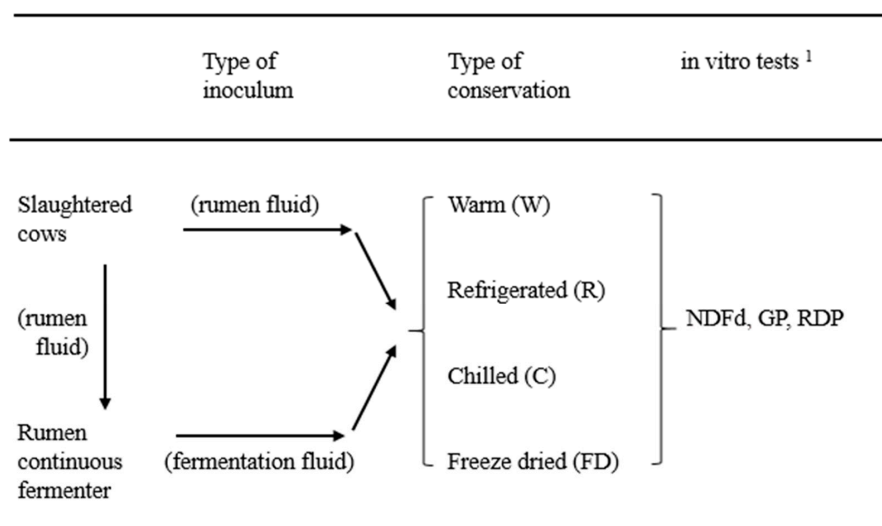 Type of
inoculum
Type of
conservation
in vitro tests 1
Slaughtered
cows
(rumen fluid)
Warm (W)
Refrigerated (R)
(rumen
fluid)
NDFd, GP, RDP
Chilled (C)
Rumen
continuous
fermenter
(fermentation fluid)
Freeze dried (FD)